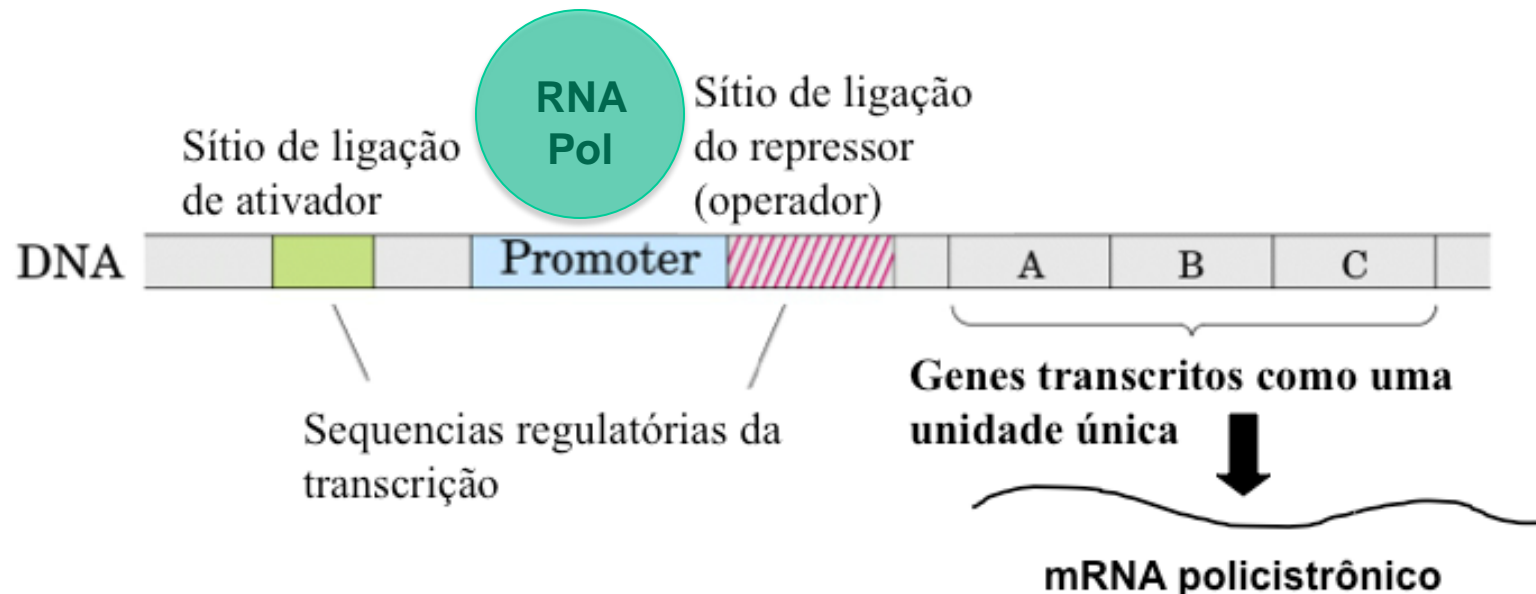 RNA
Pol
Sítio de ligação
de ativador
Sítio de ligação
do repressor
(operador)
DNA
Promoter
A
B
C
Sequencias regulatórias da
transcrição
Genes transcritos como uma
unidade única
mRNA policistrônico